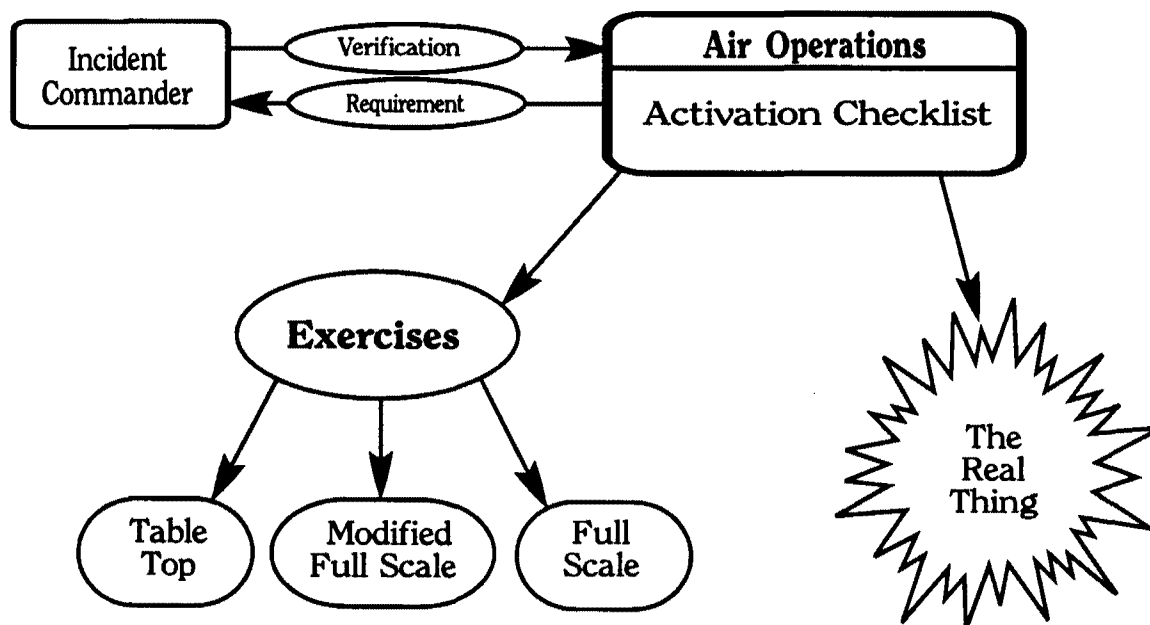 Incident
Commander
Verification
Requirement
Air Operations
Activation Checklist
Exercises
The
Real
Thing
Table
Top
Modified
Full Scale
Full
Scale